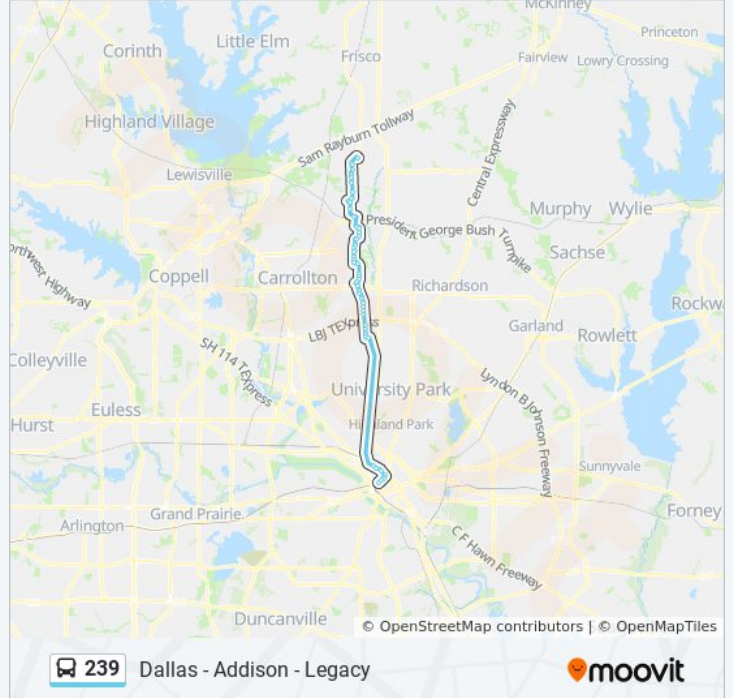 McKinney
Princeton
Corinth
Little Elm
Frisco
Fairview
Lowry Crossing
Highland Village
Sam Rayburn Tollway
Central Expressway
Lewisville
Murphy
Wylie
President George Bush Turnpike
Sachse
orthwest Highway
Coppell
Carrollton
Richardson
Rockw
LBJ TEXpress
Garland
Rowlett
Colleyville
SH 114 TEXpress
University Park
Lyndon B Johnson Freeway
Euless
Hurst
Highland Park
Sunnyvale
Grand Prairie
Forney
Arlington
C F Hawn Freeway
Duncanville
© OpenStreetMap contributors | © OpenMapTiles
239 Dallas - Addison - Legacy
moovit